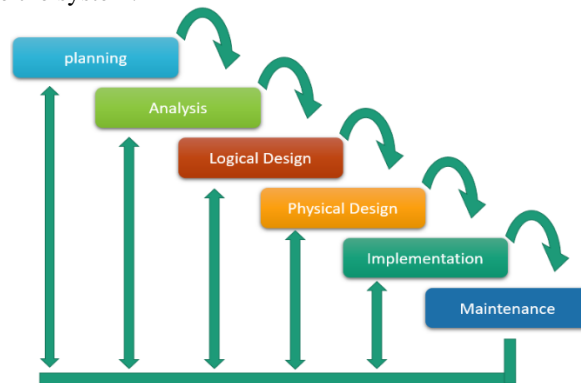 planning
Analysis
Logical Design
Physical Design
Implementation
Maintenance